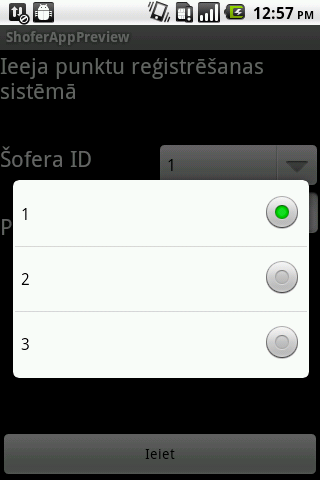 12:57 PM
ShoferAppPreview
Ieeja punktu reģistrēšanas
sistēmā
Šofera ID
1
P
1
2
3
Ieiet